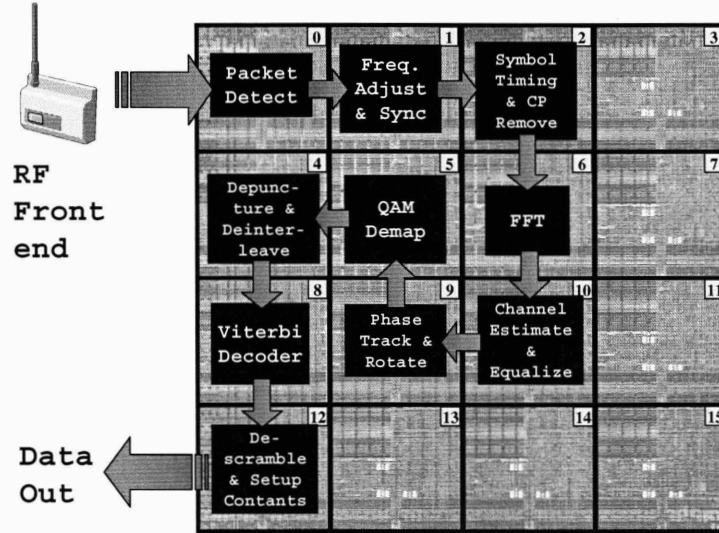 0
1
2
3
Packet
Detect
Freq.
Adjust
& Sync
Symbol
Timing
& CP
Remove
RF
Front
end
4
5
6
7
Depunc-
ture &
Deinter-
leave
QAM
Demap
FFT
8
9
10
11
Viterbi
Decoder
Phase
Track &
Rotate
Channel
Estimate
&
Equalize
12
13
14
15
De-
scramble
& Setup
Contants
Data
Out